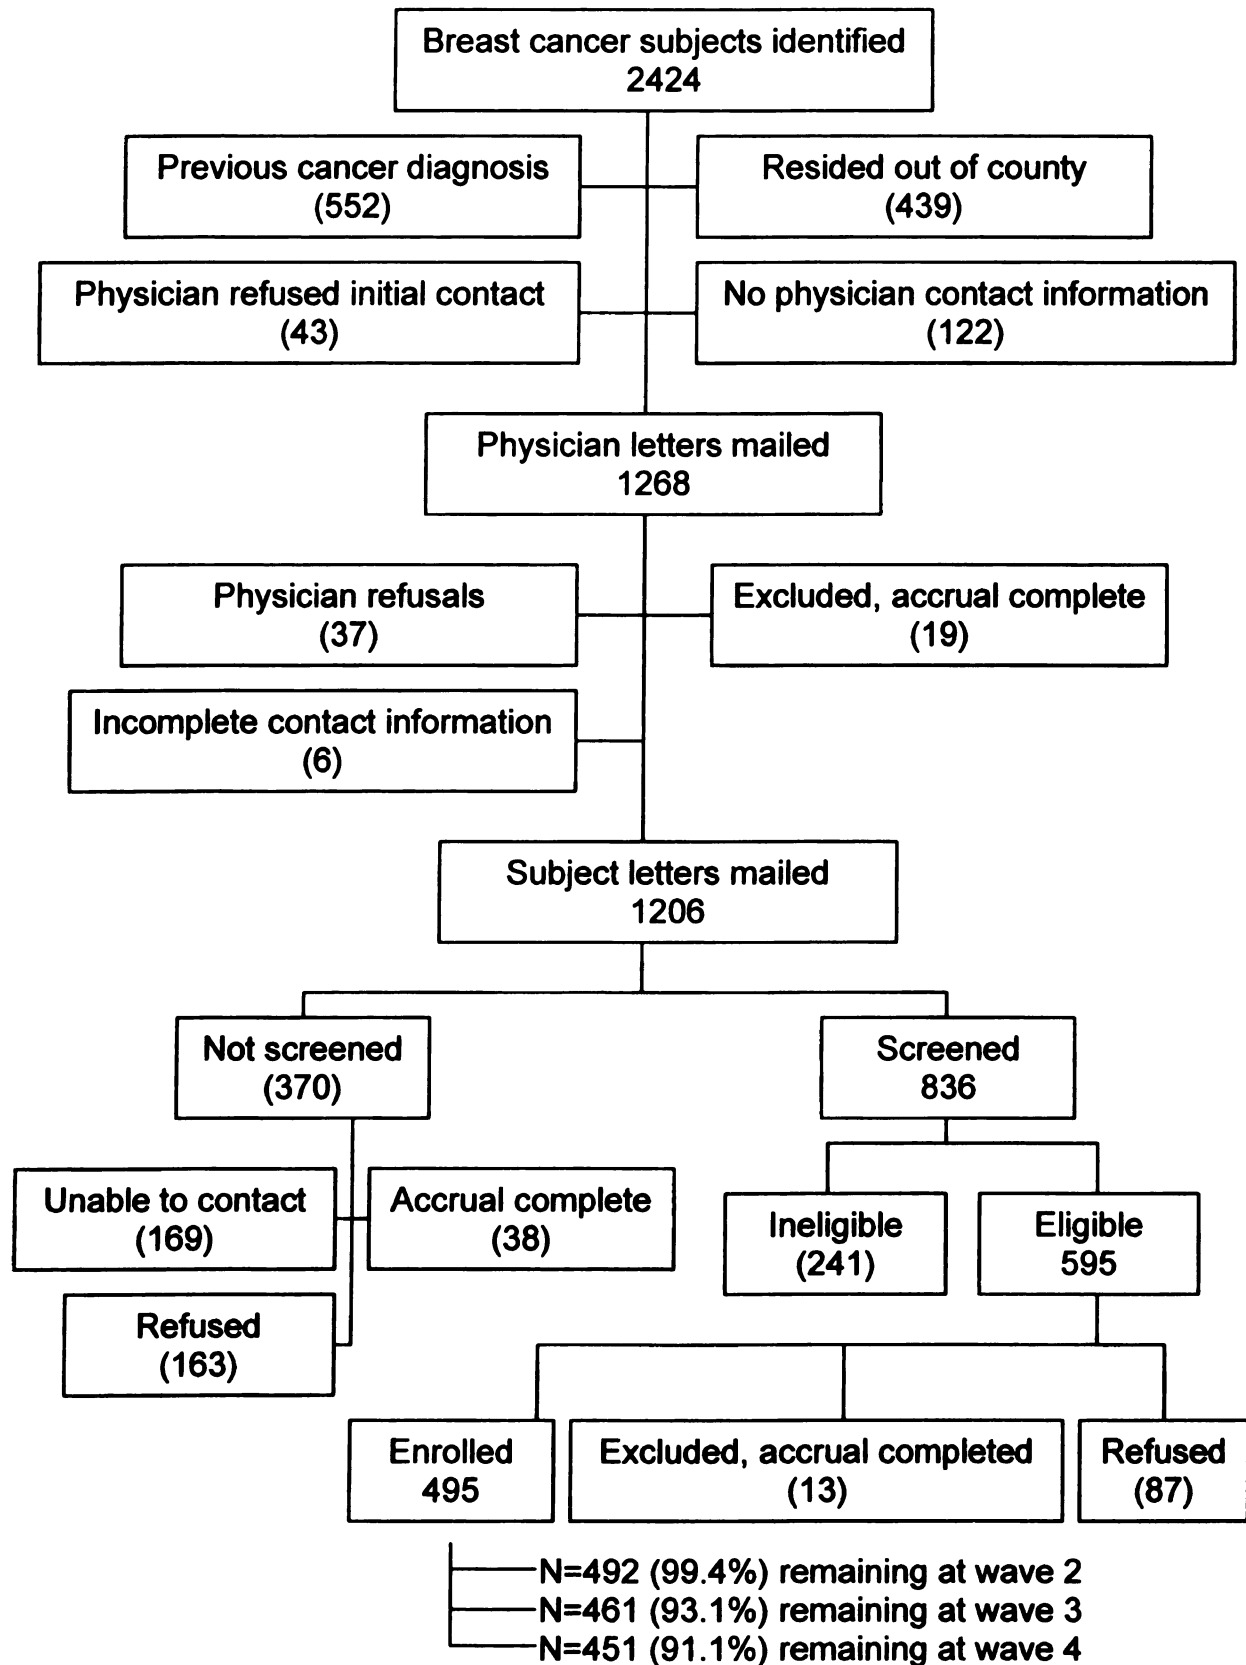 Breast cancer subjects identified
2424
Previous cancer diagnosis
(552)
Resided out of county
(439)
Physician refused initial contact
(43)
No physician contact information
(122)
Physician letters mailed
1268
Physician refusals
(37)
Excluded, accrual complete
(19)
Incomplete contact information
(6)
Subject letters mailed
1206
Not screened
(370)
Screened
836
Unable to contact
(169)
Accrual complete
(38)
Ineligible
(241)
Eligible
595
Refused
(163)
Enrolled
495
Excluded, accrual completed
(13)
Refused
(87)
N=492 (99.4%) remaining at wave 2
N=461 (93.1%) remaining at wave 3
N=451 (91.1%) remaining at wave 4